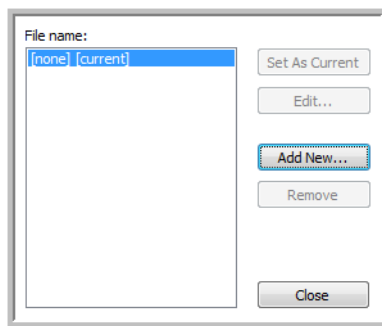 File name:
[none] [current]
Set As Current
Edit...
Add New...
Remove
Close